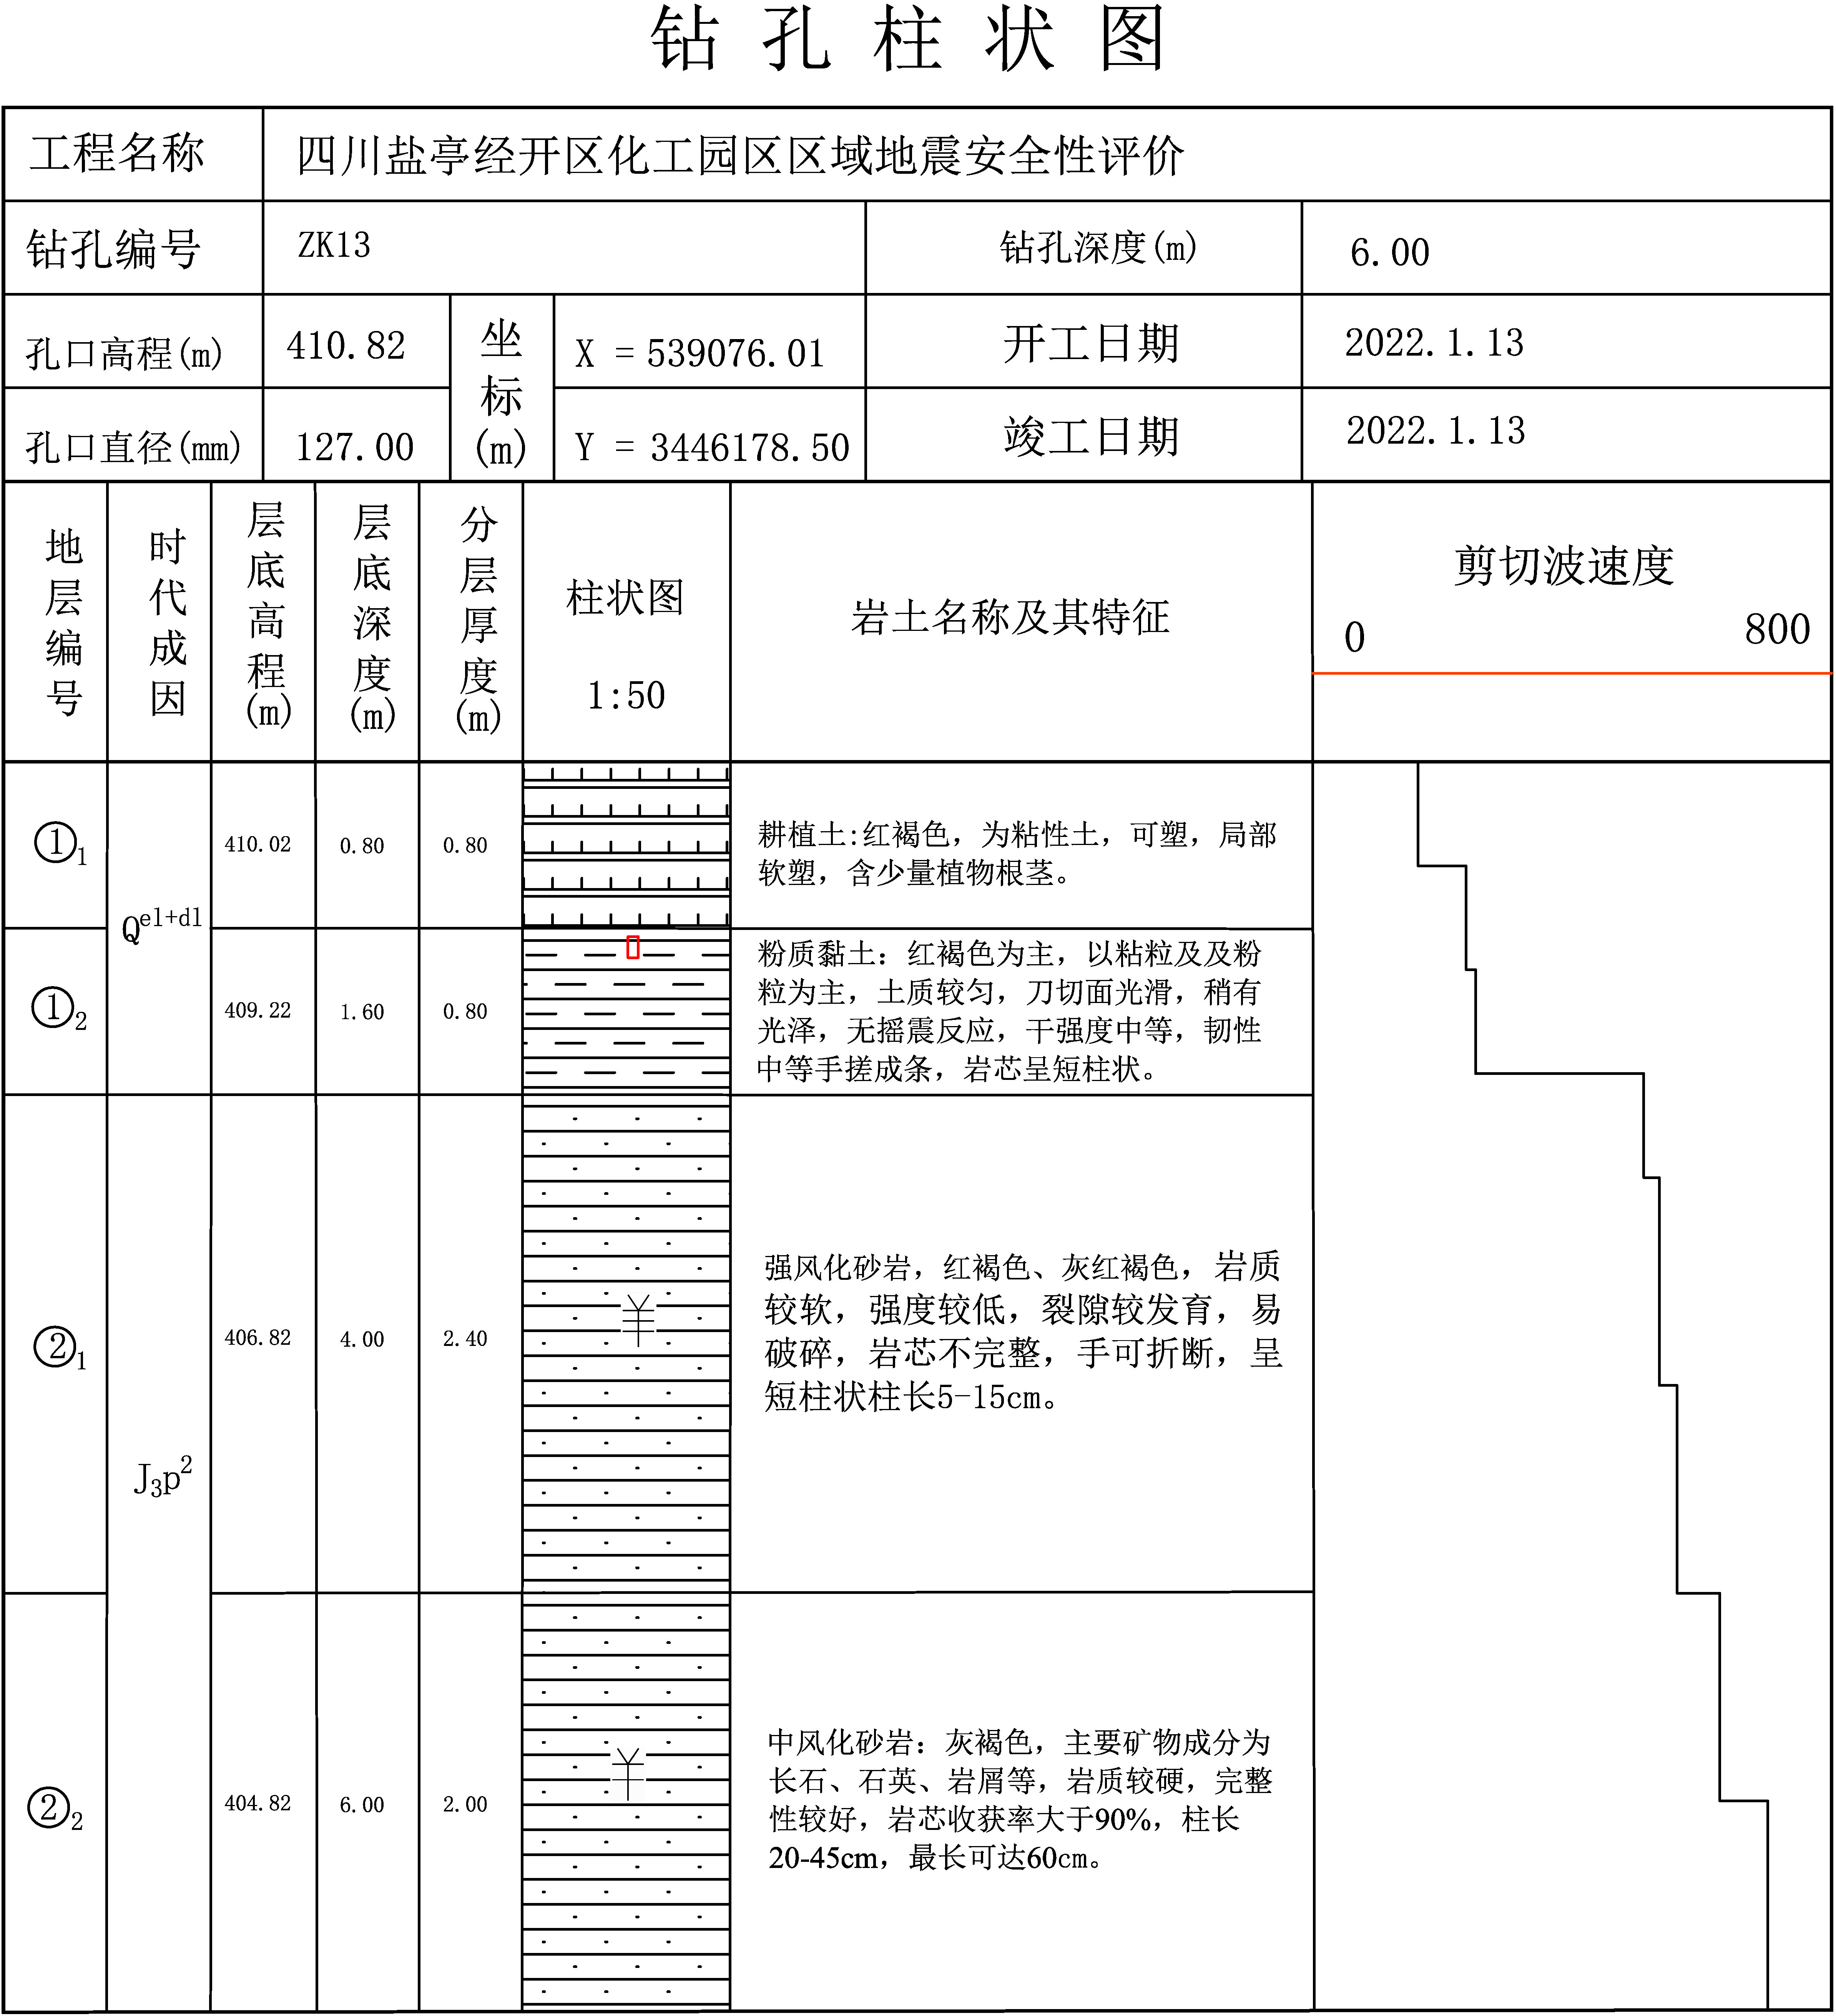 钻孔柱状图
工程名称 四川盐亭经开区化工园区区域地震安全性评价
钻孔编号 ZK13 钻孔深度(m) 6.00
孔口高程(m) 410.82 坐标(m) X = 539076.01 开工日期 2022.1.13
孔口直径(mm) 127.00 Y = 3446178.50 竣工日期 2022.1.13
地层编号 时代成因 层底高程(m) 层底深度(m) 分层厚度(m) 柱状图 1:50 岩土名称及其特征 剪切波速度
0 800
①1 410.02 0.80 0.80
耕植土:红褐色，为粘性土，可塑，局部
软塑，含少量植物根茎。
Qel+dl
①2 409.22 1.60 0.80
粉质黏土：红褐色为主，以粘粒及及粉
粒为主，土质较匀，刀切面光滑，稍有
光泽，无摇震反应，干强度中等，韧性
中等手搓成条，岩芯呈短柱状。
②1 406.82 4.00 2.40
强风化砂岩，红褐色、灰红褐色，岩质
较软，强度较低，裂隙较发育，易
破碎，岩芯不完整，手可折断，呈
短柱状柱长5-15cm。
J3p2
②2 404.82 6.00 2.00
中风化砂岩：灰褐色，主要矿物成分为
长石、石英、岩屑等，岩质较硬，完整
性较好，岩芯收获率大于90%，柱长
20-45cm，最长可达60cm。